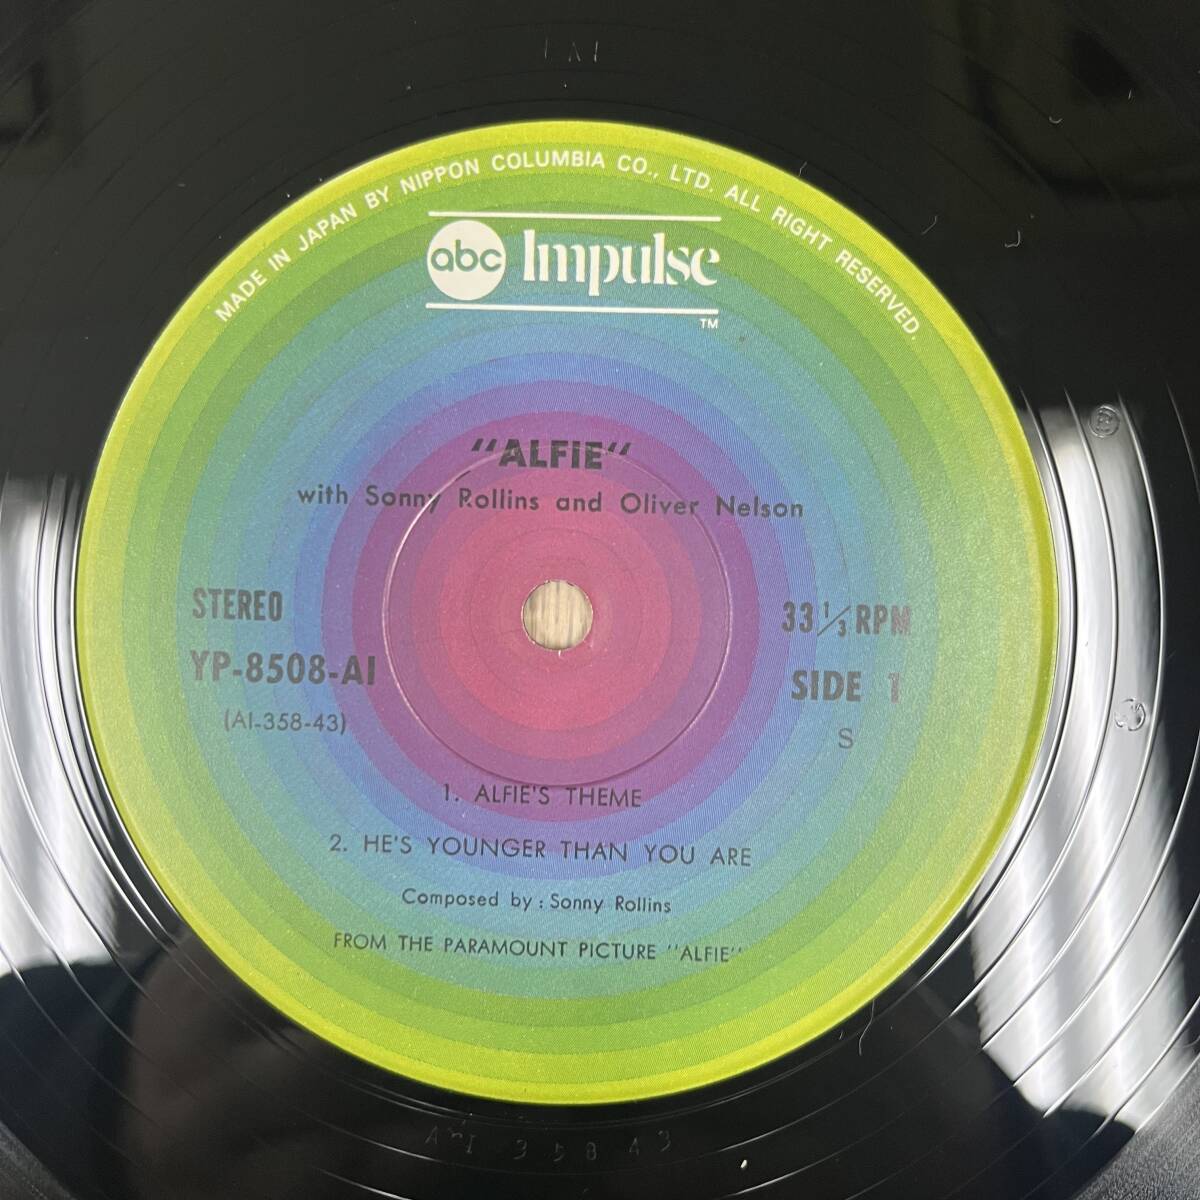 MADE IN JAPAN BY NIPPON COLUMBIA CO., LTD. ALL RIGHT RESERVED.
abc Impulse
TM
"ALFIE"
with Sonny Rollins and Oliver Nelson
STEREO
33 1/3 RPM
YP-8508-AI
SIDE 1
(AI-358-43)
S
1. ALFIE'S THEME
2. HE'S YOUNGER THAN YOU ARE
Composed by : Sonny Rollins
FROM THE PARAMOUNT PICTURE "ALFIE"